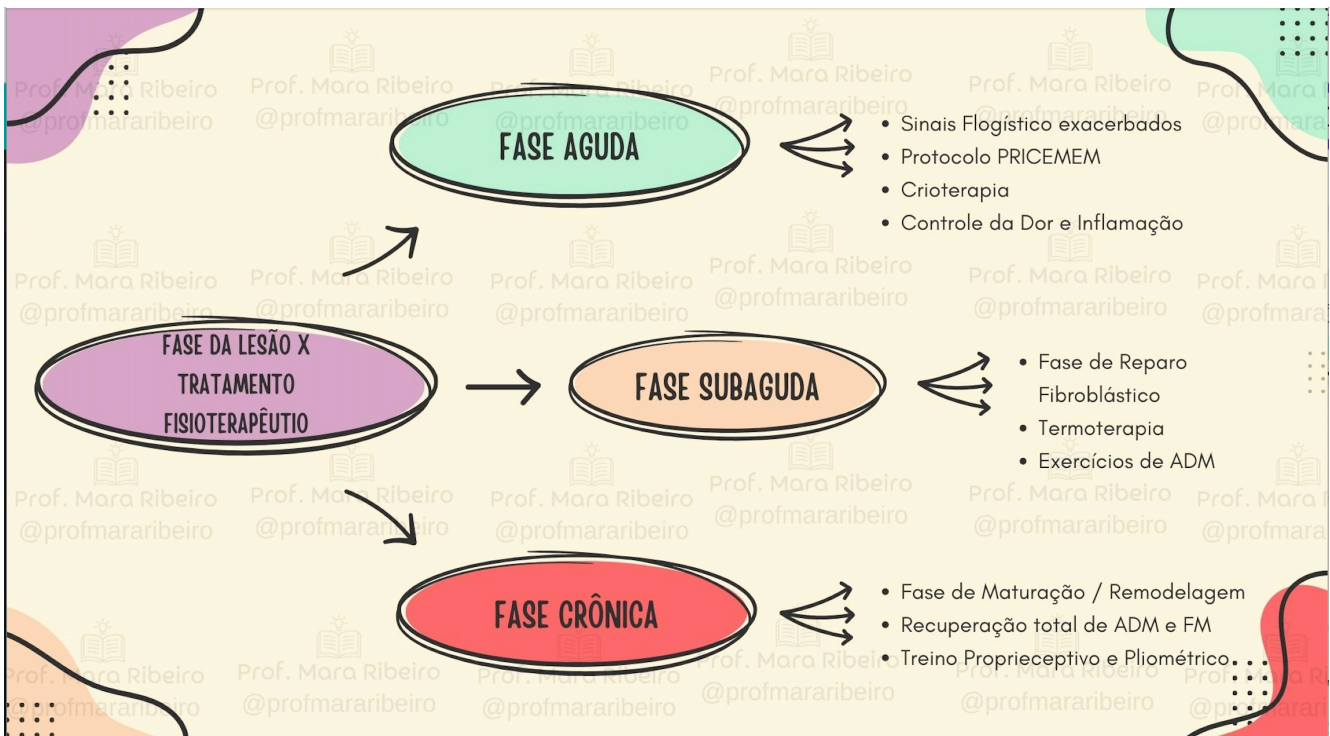 FASE AGUDA
• Sinais Flogístico exacerbados
• Protocolo PRICEMEM
• Crioterapia
• Controle da Dor e Inflamação
FASE DA LESÃO X
TRATAMENTO
FISIOTERAPÊUTIO
FASE SUBAGUDA
• Fase de Reparo
Fibroblástico
• Termoterapia
• Exercícios de ADM
FASE CRÔNICA
• Fase de Maturação / Remodelagem
• Recuperação total de ADM e FM
• Treino Proprieceptivo e Pliométrico
Prof. Mara Ribeiro
@profmararibeiro